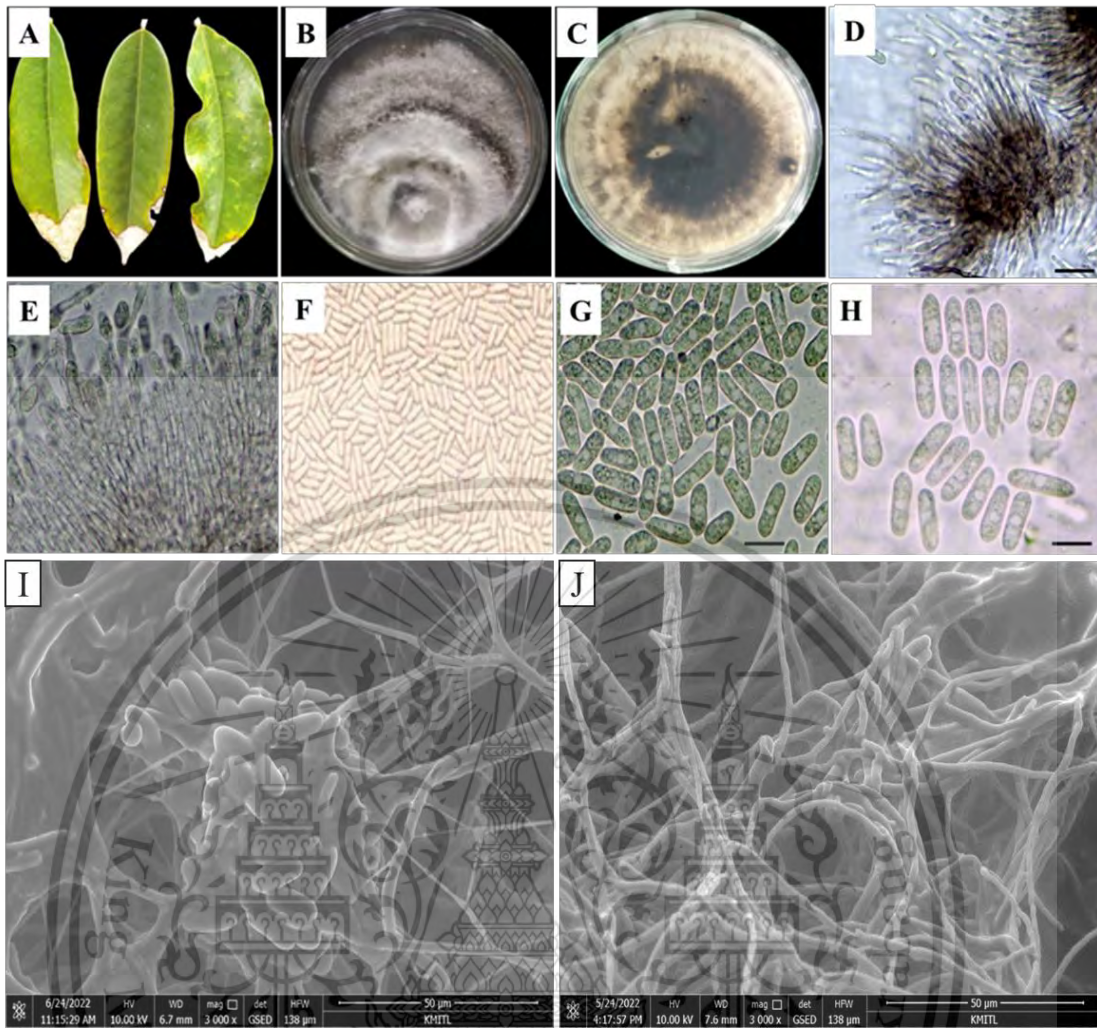 A
B
C
D
E
F
G
H
I
J
King
6/24/2022 HV WD mag det HFW 50 µm
11:15:29 AM 10.00 kV 6.7 mm 3 000 x GSED 138 µm KMITL
5/24/2022 HV WD mag det HFW 50 µm
4:17:57 PM 10.00 kV 7.6 mm 3 000 x GSED 138 µm KMITL